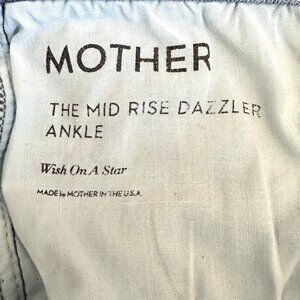 MOTHER
THE MID RISE DAZZLER
ANKLE
Wish On A Star
MADE by MOTHER IN THE U.S.A.